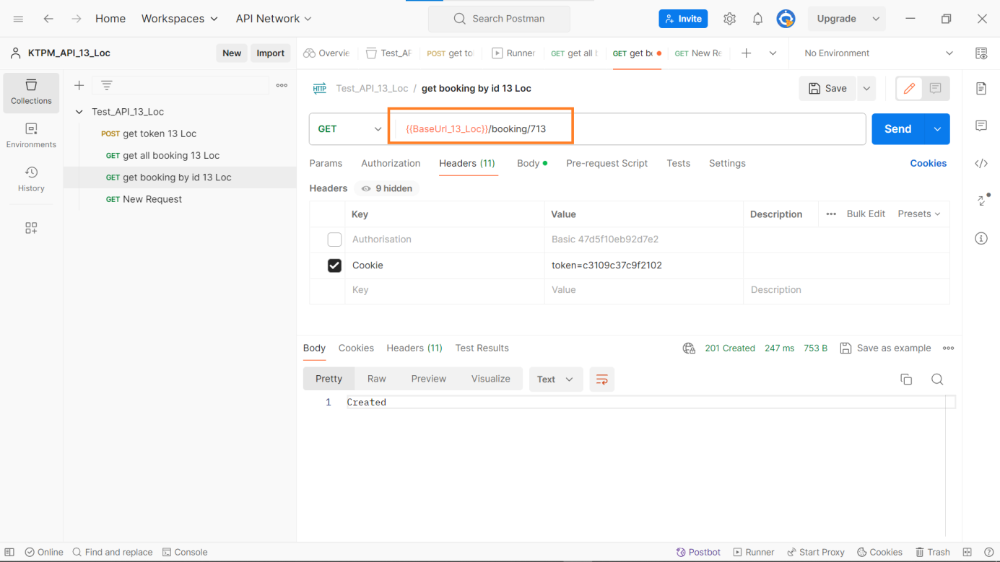 Home Workspaces API Network Search Postman Invite Upgrade
KTPM_API_13_Loc New Import Overvie Test_AF POST get to Runner GET get all b GET get bo GET New Re No Environment
Collections
Environments
History
Test_API_13_Loc
POST get token 13 Loc
GET get all booking 13 Loc
GET get booking by id 13 Loc
GET New Request
HTTP Test_API_13_Loc / get booking by id 13 Loc Save
GET {{BaseUrl_13_Loc}}/booking/713 Send
Params Authorization Headers (11) Body Pre-request Script Tests Settings Cookies
Headers 9 hidden
Key Value Description Bulk Edit Presets
Authorisation Basic 47d5f10eb92d7e2
Cookie token=c3109c37c9f2102
Key Value Description
Body Cookies Headers (11) Test Results 201 Created 247 ms 753 B Save as example
Pretty Raw Preview Visualize Text
1 Created
Online Find and replace Console Postbot Runner Start Proxy Cookies Trash